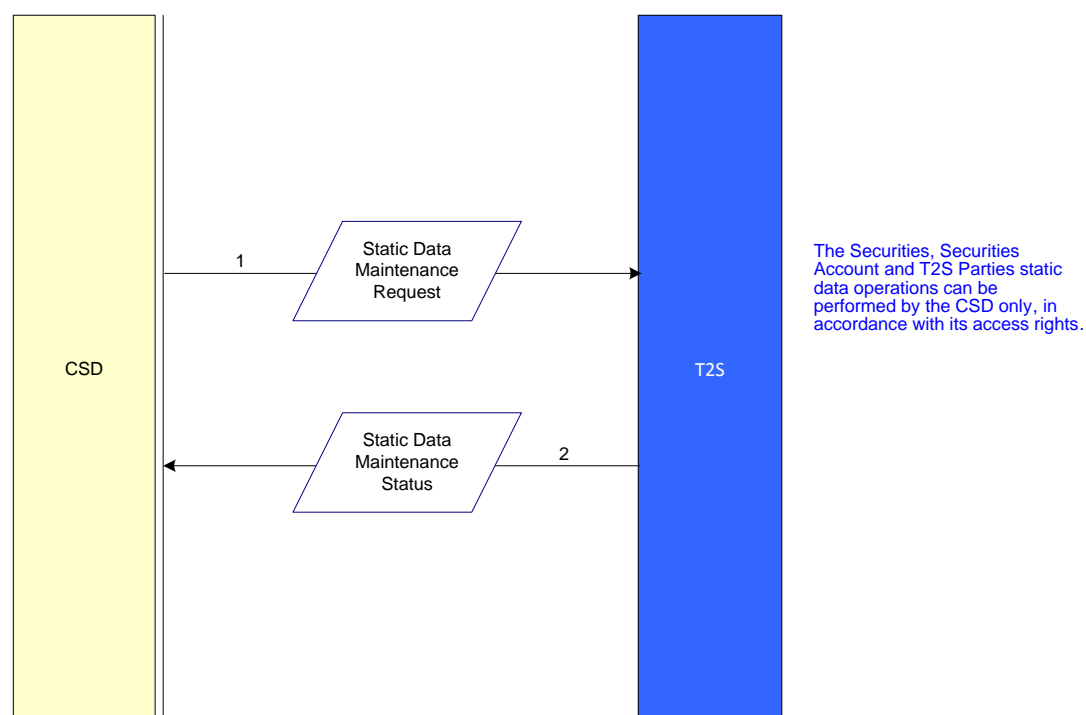 1
Static Data
Maintenance
Request
The Securities, Securities
Account and T2S Parties static
data operations can be
performed by the CSD only, in
accordance with its access rights.
CSD
T2S
Static Data
Maintenance
Status
2